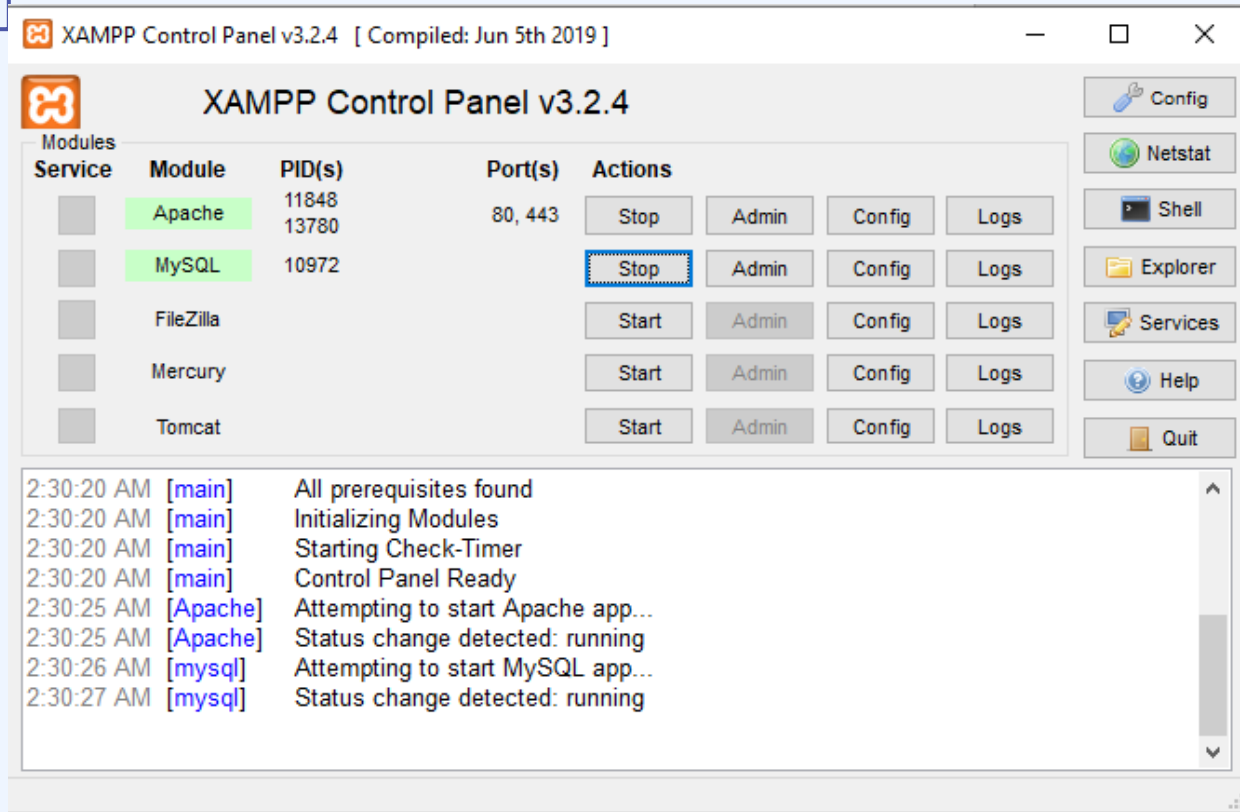 XAMPP Control Panel v3.2.4 [ Compiled: Jun 5th 2019 ]
XAMPP Control Panel v3.2.4
Config
Modules
Service Module PID(s) Port(s) Actions
Netstat
Apache 11848 13780 80, 443 Stop Admin Config Logs
Shell
MySQL 10972 Stop Admin Config Logs
Explorer
FileZilla Start Admin Config Logs
Services
Mercury Start Admin Config Logs
Help
Tomcat Start Admin Config Logs
Quit
2:30:20 AM [main] All prerequisites found
2:30:20 AM [main] Initializing Modules
2:30:20 AM [main] Starting Check-Timer
2:30:20 AM [main] Control Panel Ready
2:30:25 AM [Apache] Attempting to start Apache app...
2:30:25 AM [Apache] Status change detected: running
2:30:26 AM [mysql] Attempting to start MySQL app...
2:30:27 AM [mysql] Status change detected: running